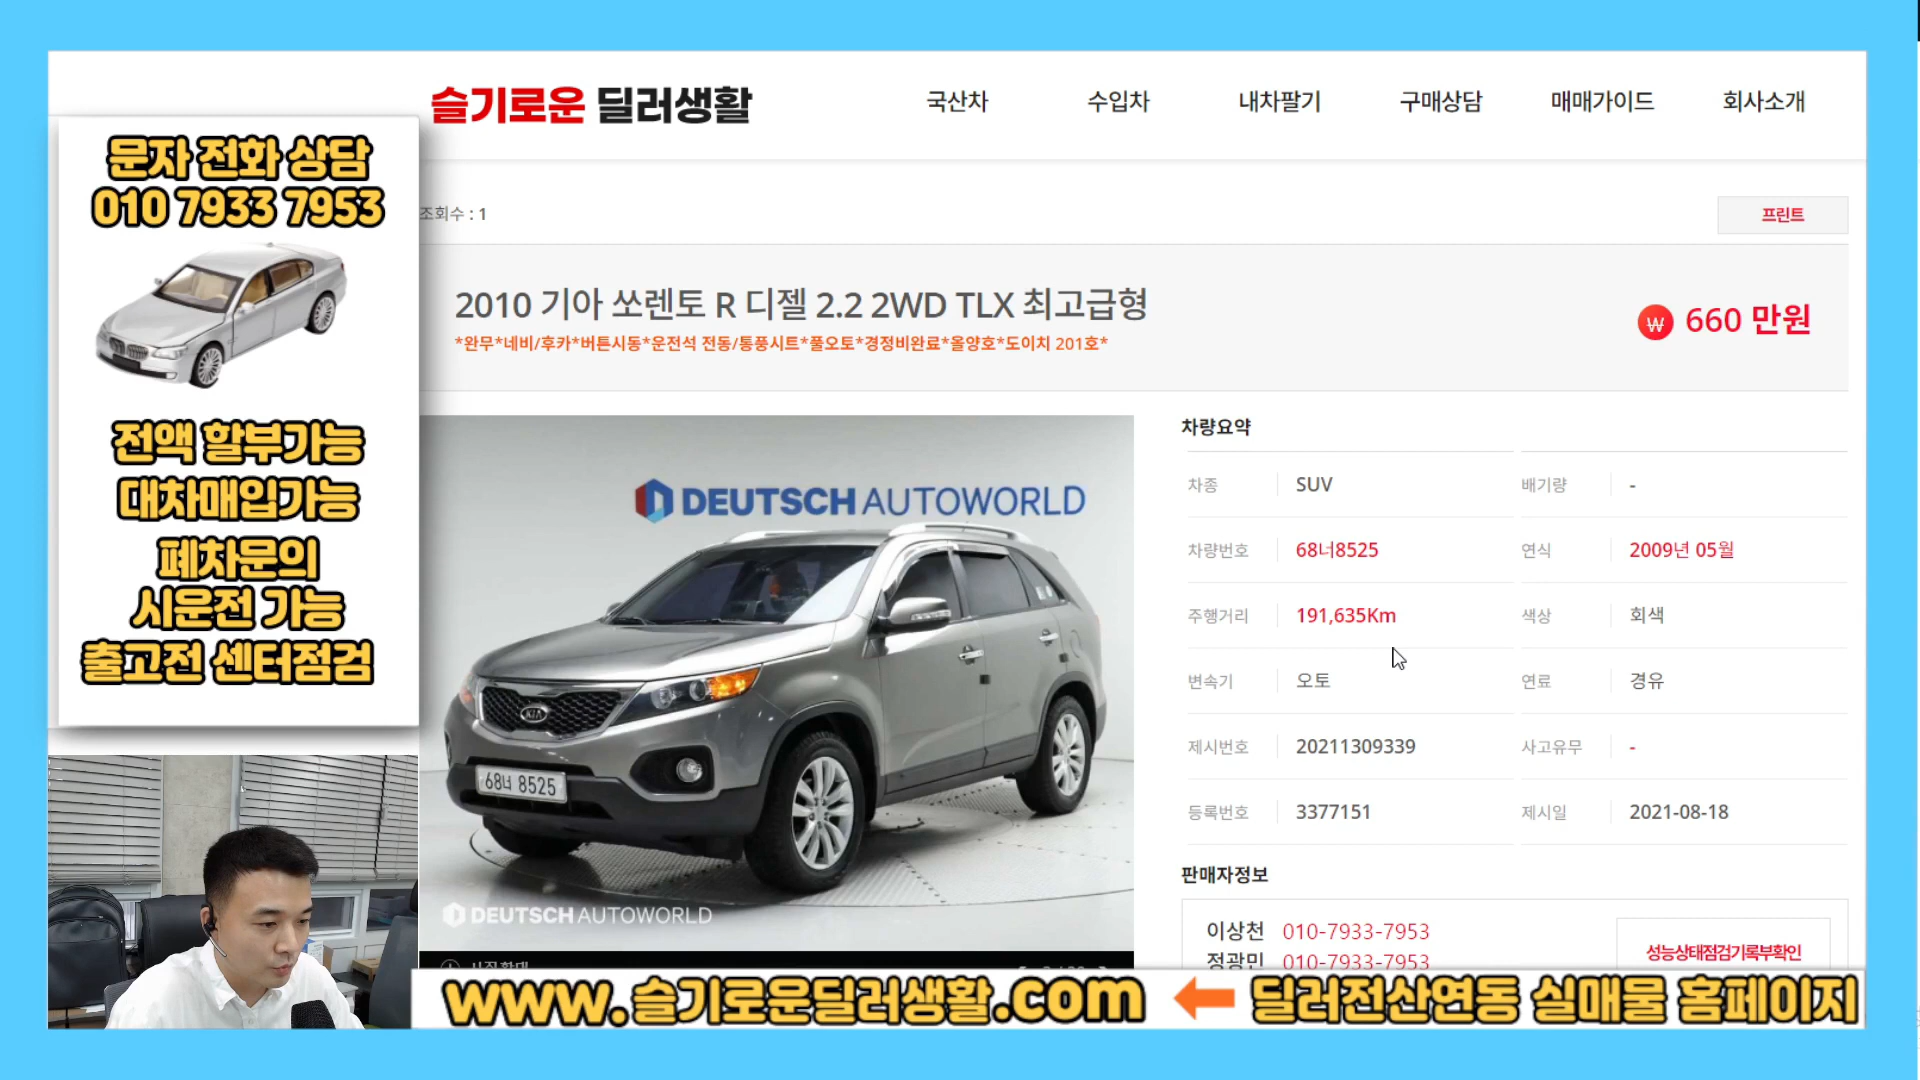 슬기로운 딜러생활
국산차
수입차
내차팔기
구매상담
매매가이드
회사소개
문자 전화 상담
010 7933 7953
전액 할부가능
대차매입가능
폐차문의
시운전 가능
출고전 센터점검
조회수 : 1
프린트
2010 기아 쏘렌토 R 디젤 2.2 2WD TLX 최고급형
*완무*네비/후카*버튼시동*운전석 전동/통풍시트*풀오토*경정비완료*올양호*도이치 201호*
₩ 660 만원
DEUTSCH AUTOWORLD
KIA
68너 8525
DEUTSCH AUTOWORLD
차량요약
차종 SUV 배기량 -
차량번호 68너8525 연식 2009년 05월
주행거리 191,635Km 색상 회색
변속기 오토 연료 경유
제시번호 20211309339 사고유무 -
등록번호 3377151 제시일 2021-08-18
판매자정보
이상천 010-7933-7953
정광민 010-7933-7953
성능상태점검기록부확인
www.슬기로운딜러생활.com ← 딜러전산연동 실매물 홈페이지